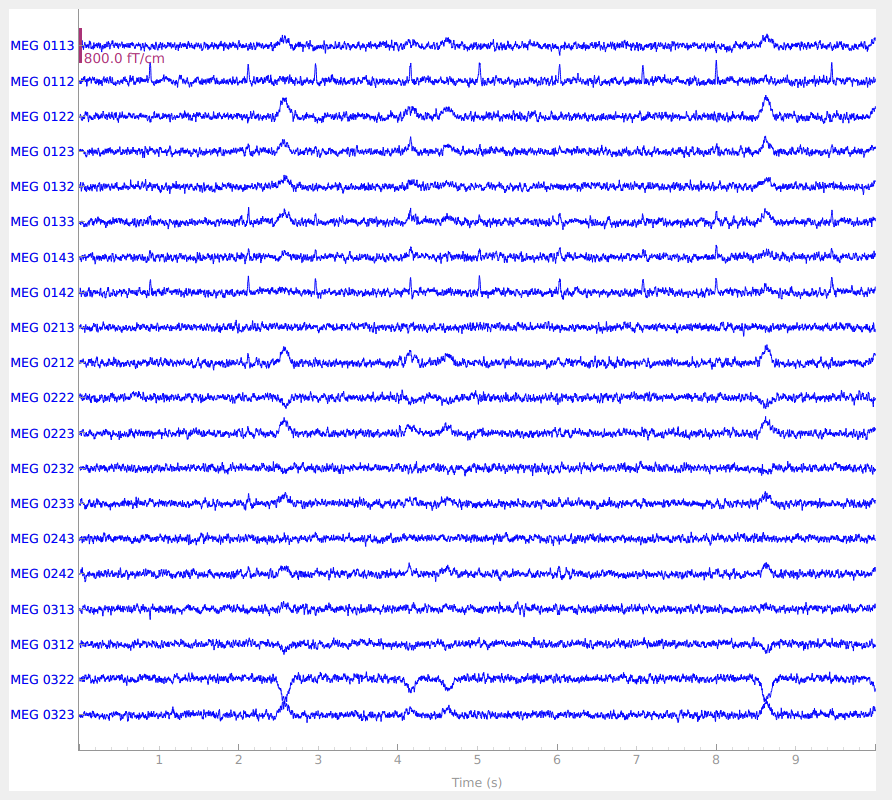 MEG 0113
800.0 fT/cm
MEG 0112
MEG 0122
MEG 0123
MEG 0132
MEG 0133
MEG 0143
MEG 0142
MEG 0213
MEG 0212
MEG 0222
MEG 0223
MEG 0232
MEG 0233
MEG 0243
MEG 0242
MEG 0313
MEG 0312
MEG 0322
MEG 0323
1 2 3 4 5 6 7 8 9
Time (s)